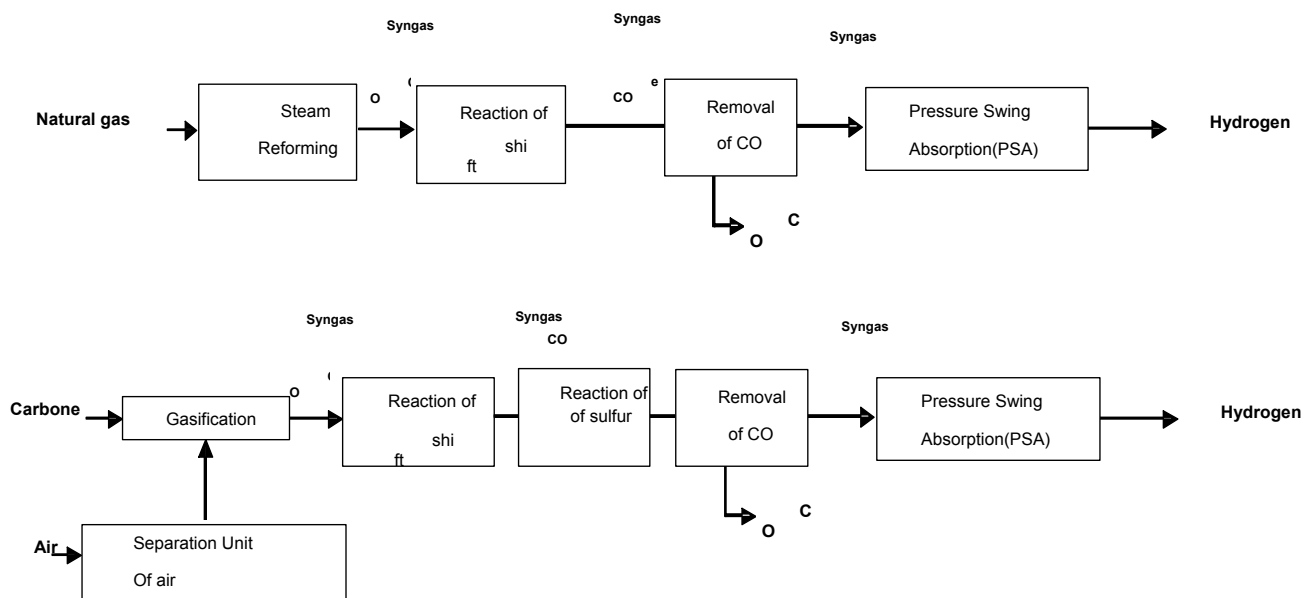 Syngas
Syngas
Syngas
Natural gas
Steam
Reforming
O
Reaction of
shi
ft
CO
e
Removal
of CO
Pressure Swing
Absorption(PSA)
Hydrogen
C
O
Syngas
Syngas
CO
Syngas
Carbone
Gasification
O
Reaction of
shi
ft
Reaction of
of sulfur
Removal
of CO
Pressure Swing
Absorption(PSA)
Hydrogen
C
O
Air
Separation Unit
Of air